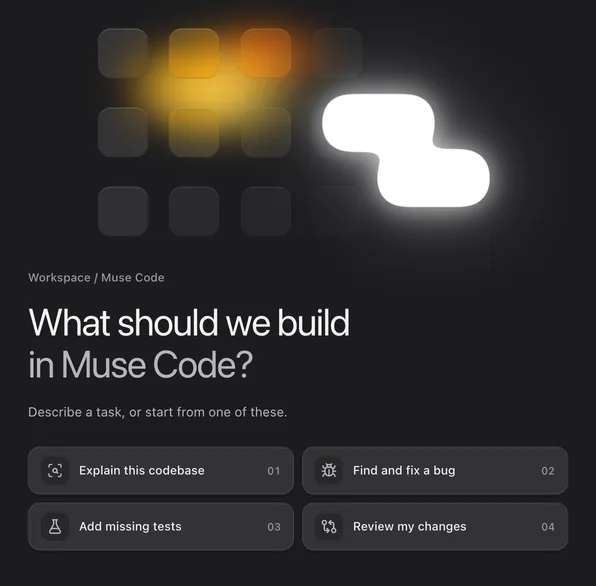 Workspace / Muse Code
What should we build
in Muse Code?
Describe a task, or start from one of these.
Explain this codebase 01
Find and fix a bug 02
Add missing tests 03
Review my changes 04